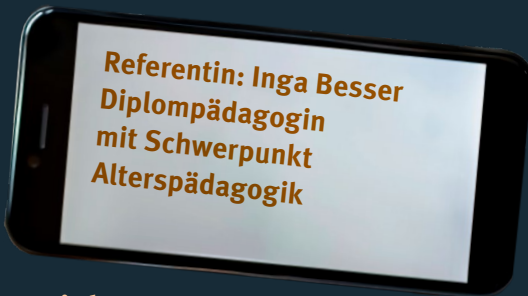 Referentin: Inga Besser
Diplompädagogin
mit Schwerpunkt
Alterspädagogik